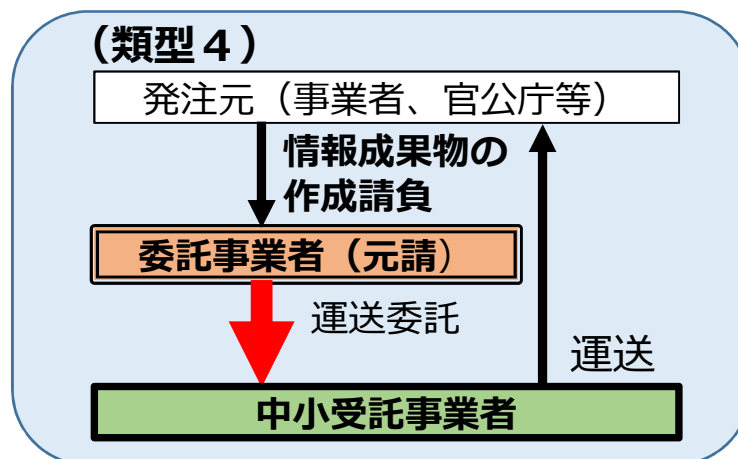 （類型４）
発注元（事業者、官公庁等）
情報成果物の
作成請負
委託事業者（元請）
運送委託
運送
中小受託事業者